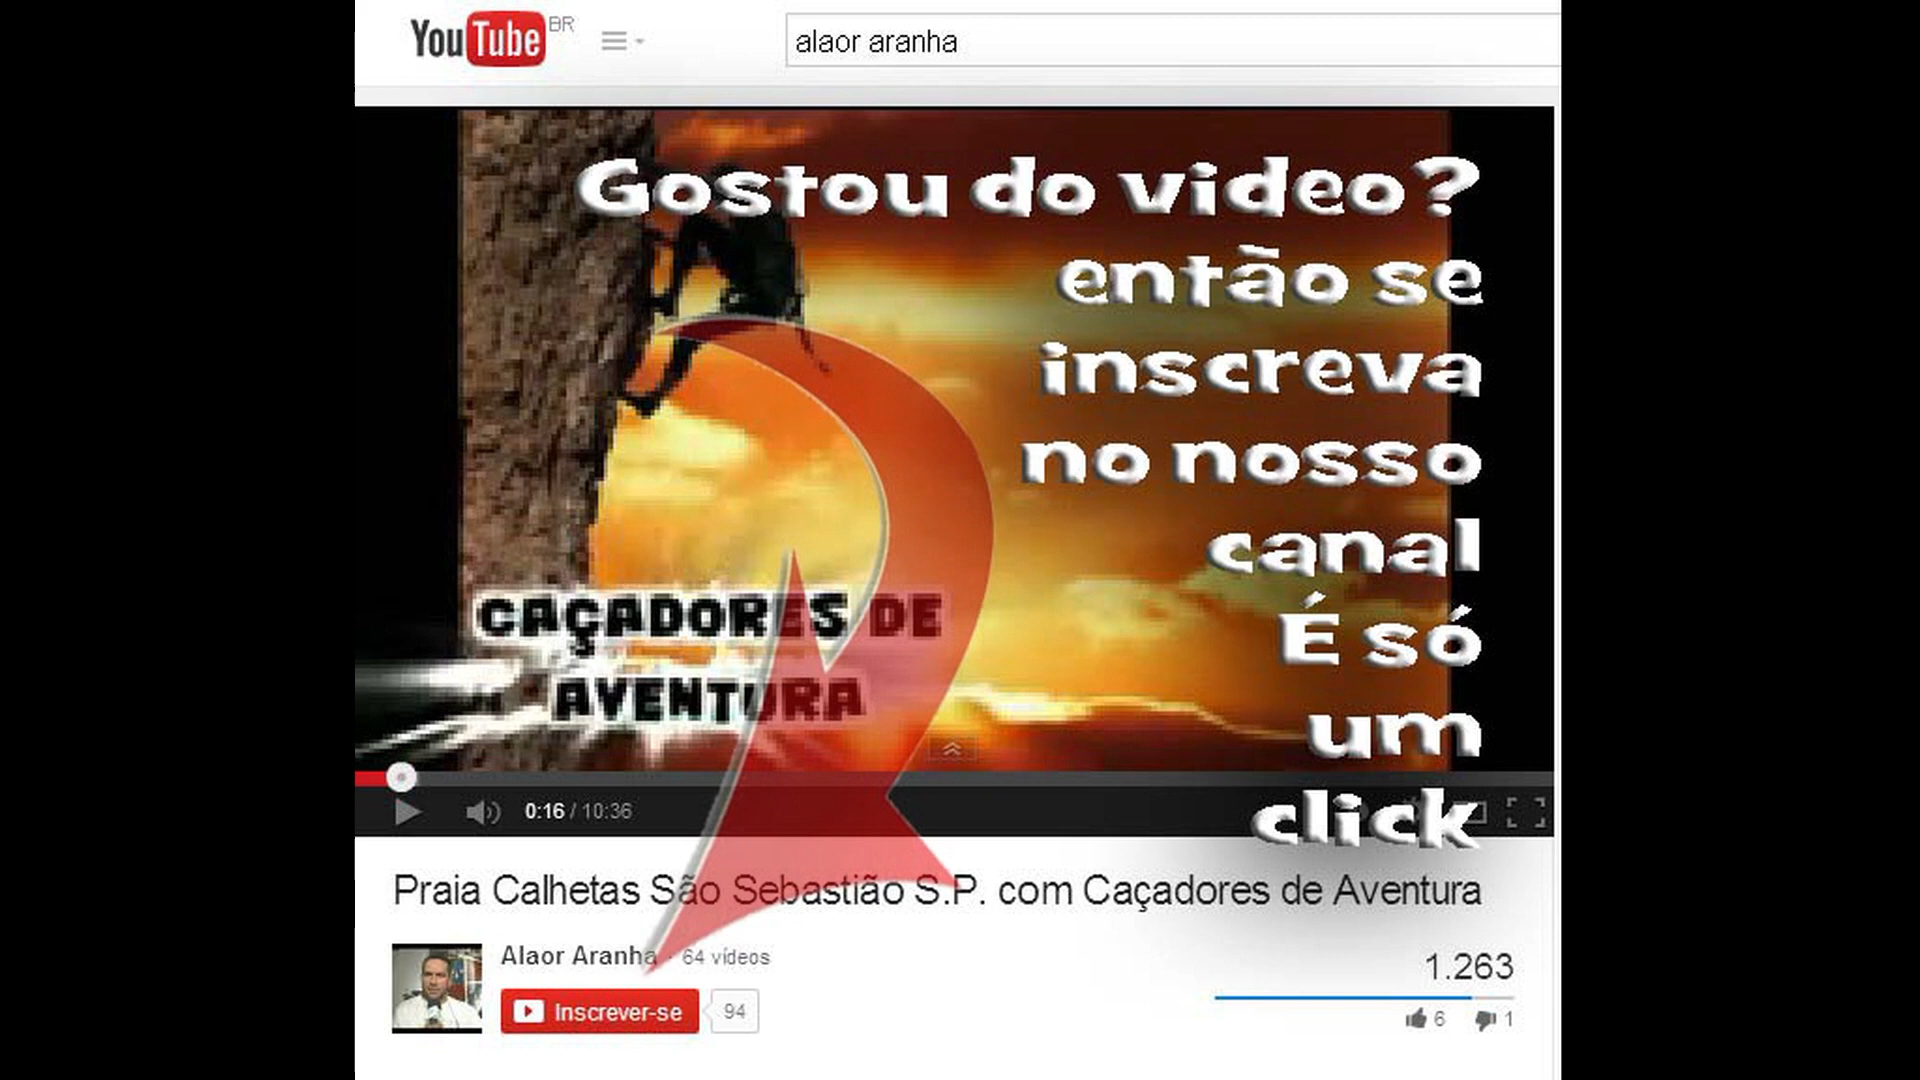 YouTube BR
alaor aranha
Gostou do video?
então se
inscreva
no nosso
canal
É só
um
click
CAÇADORES DE
AVENTURA
0:16 / 10:36
Praia Calhetas São Sebastião S.P. com Caçadores de Aventura
Alaor Aranha · 64 vídeos
Inscrever-se 94
1.263
6 1